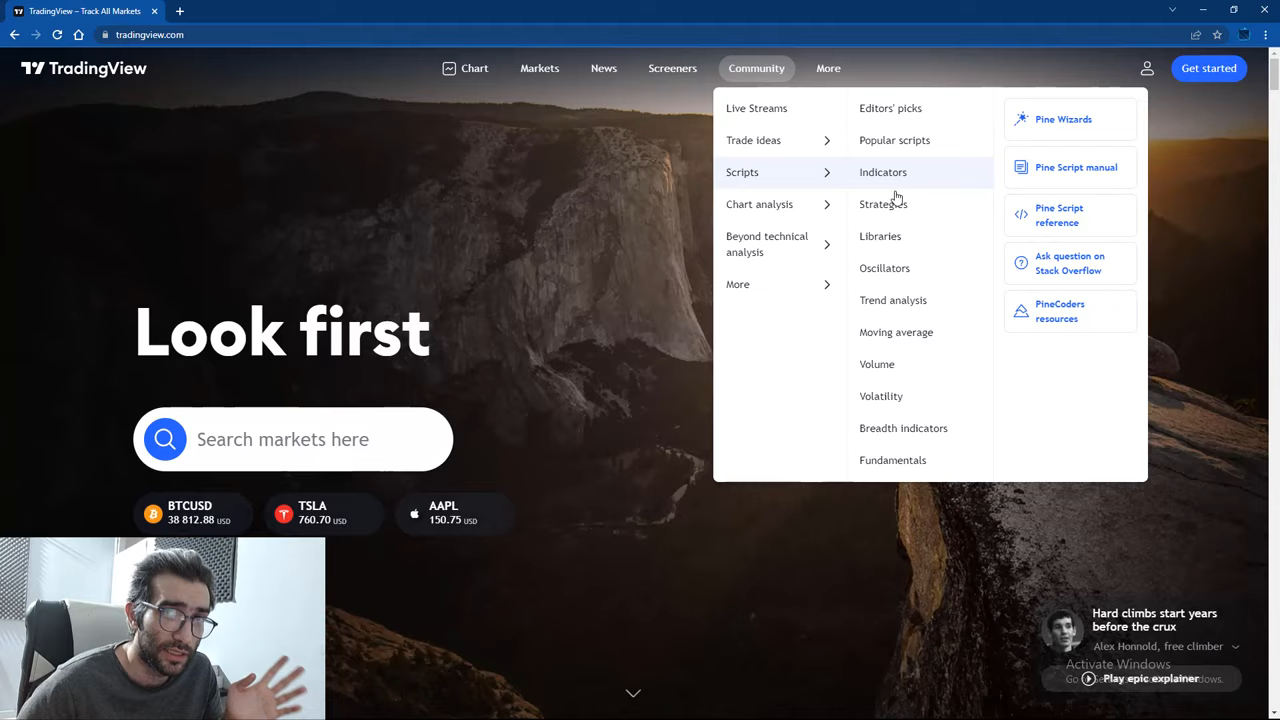 TradingView – Track All Markets
tradingview.com
TradingView
Chart
Markets
News
Screeners
Community
More
Get started
Live Streams
Trade ideas
Scripts
Chart analysis
Beyond technical
analysis
More
Editors' picks
Popular scripts
Indicators
Strategies
Libraries
Oscillators
Trend analysis
Moving average
Volume
Volatility
Breadth indicators
Fundamentals
Pine Wizards
Pine Script manual
Pine Script
reference
Ask question on
Stack Overflow
PineCoders
resources
Look first
Search markets here
BTCUSD
38 812.88 USD
TSLA
760.70 USD
AAPL
150.75 USD
Hard climbs start years
before the crux
Alex Honnold, free climber
Activate Windows
Play epic explainer